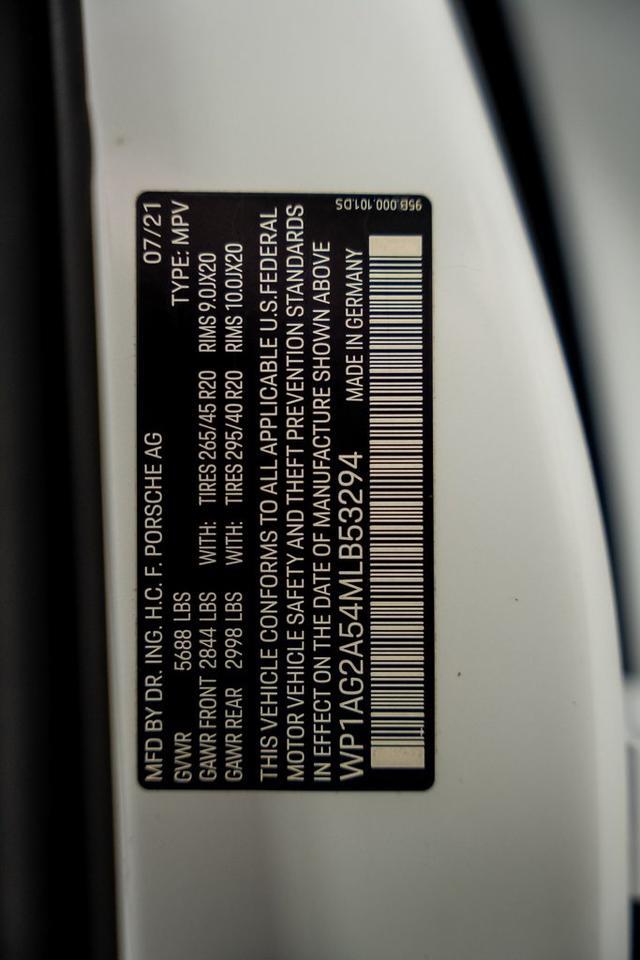 MFD BY DR. ING. H.C. F. PORSCHE AG 07/21
GVWR 5688 LBS TYPE: MPV
GAWR FRONT 2844 LBS WITH: TIRES 265/45 R20 RIMS 9.0JX20
GAWR REAR 2998 LBS WITH: TIRES 295/40 R20 RIMS 10.0JX20
THIS VEHICLE CONFORMS TO ALL APPLICABLE U.S.FEDERAL
MOTOR VEHICLE SAFETY AND THEFT PREVENTION STANDARDS
IN EFFECT ON THE DATE OF MANUFACTURE SHOWN ABOVE
WP1AG2A54MLB53294 MADE IN GERMANY
95B.000.101.DS